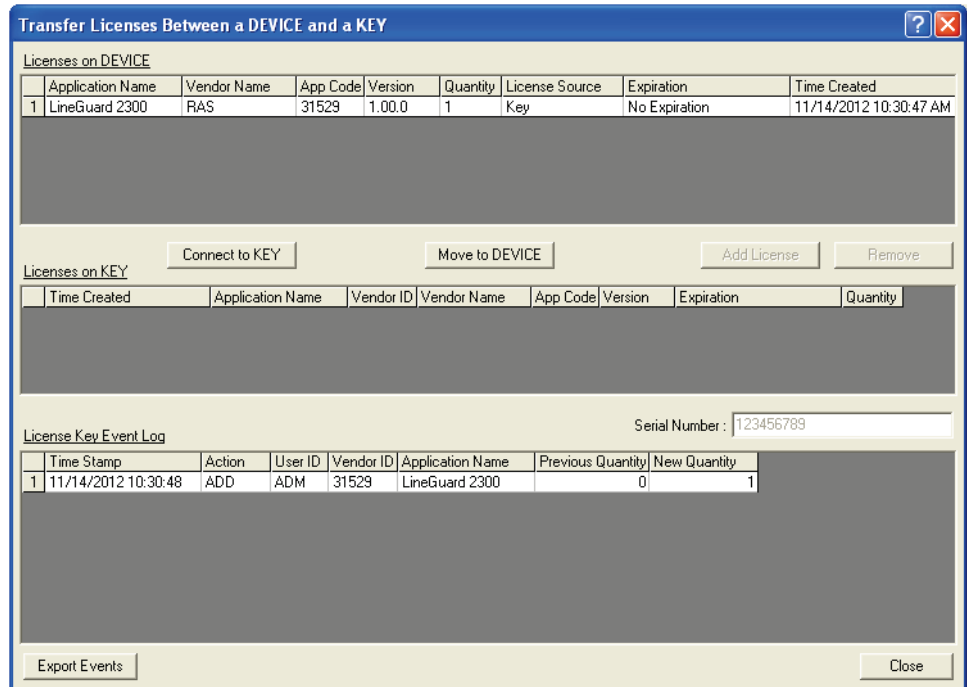 Transfer Licenses Between a DEVICE and a KEY
Licenses on DEVICE
Application Name Vendor Name App Code Version Quantity License Source Expiration Time Created
1 LineGuard 2300 RAS 31529 1.00.0 1 Key No Expiration 11/14/2012 10:30:47 AM
Connect to KEY Move to DEVICE Add License Remove
Licenses on KEY
Time Created Application Name Vendor ID Vendor Name App Code Version Expiration Quantity
Serial Number : 123456789
License Key Event Log
Time Stamp Action User ID Vendor ID Application Name Previous Quantity New Quantity
1 11/14/2012 10:30:48 ADD ADM 31529 LineGuard 2300 0 1
Export Events Close